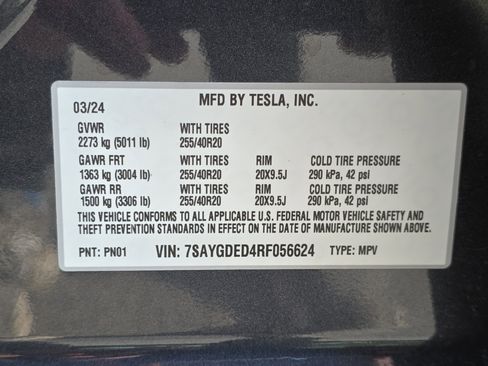 MFD BY TESLA, INC.
03/24
GVWR WITH TIRES
2273 kg (5011 lb) 255/40R20
GAWR FRT WITH TIRES RIM COLD TIRE PRESSURE
1363 kg (3004 lb) 255/40R20 20X9.5J 290 kPa, 42 psi
GAWR RR WITH TIRES RIM COLD TIRE PRESSURE
1500 kg (3306 lb) 255/40R20 20X9.5J 290 kPa, 42 psi
THIS VEHICLE CONFORMS TO ALL APPLICABLE U.S. FEDERAL MOTOR VEHICLE SAFETY AND
THEFT PREVENTION STANDARDS IN EFFECT ON THE DATE OF MANUFACTURE SHOWN ABOVE.
PNT: PN01 VIN: 7SAYGDED4RF056624 TYPE: MPV